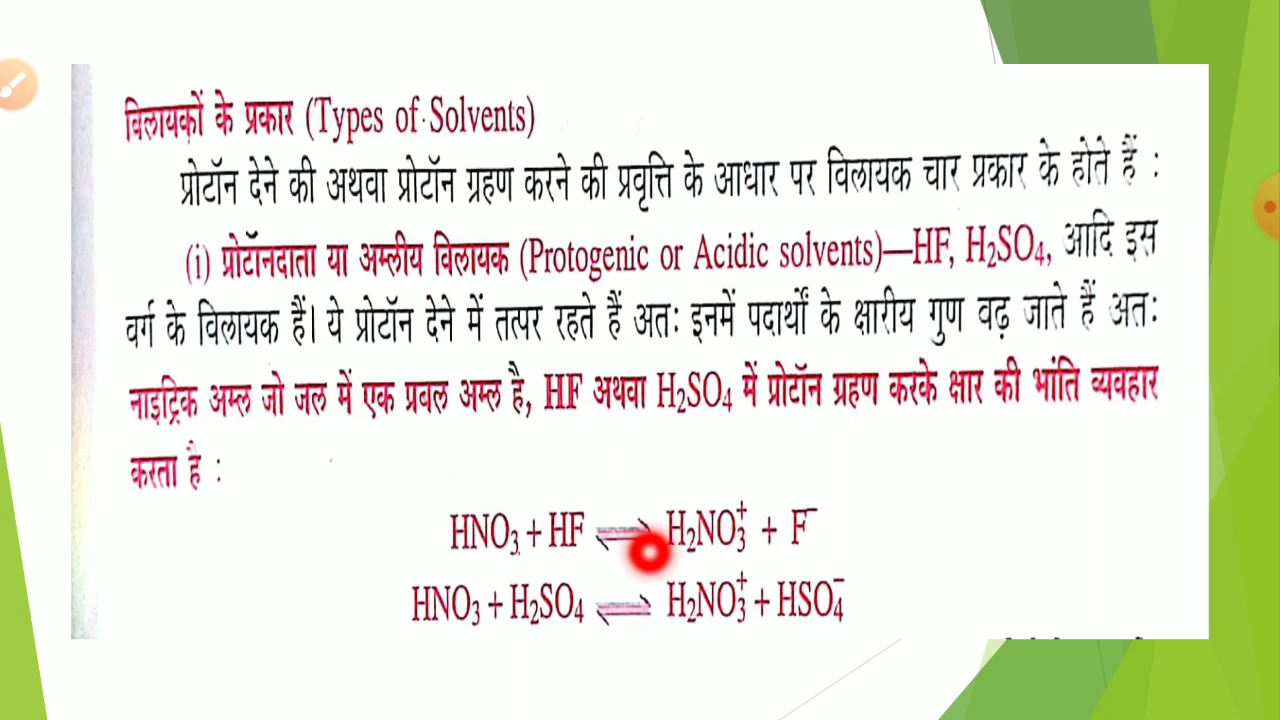 विलायकों के प्रकार (Types of Solvents)
प्रोटॉन देने की अथवा प्रोटॉन ग्रहण करने की प्रवृत्ति के आधार पर विलायक चार प्रकार के होते हैं :
(i) प्रोटॉनदाता या अम्लीय विलायक (Protogenic or Acidic solvents)—HF, H₂SO₄, आदि इस
वर्ग के विलायक हैं। ये प्रोटॉन देने में तत्पर रहते हैं अतः इनमें पदार्थों के क्षारीय गुण बढ़ जाते हैं अतः
नाइट्रिक अम्ल जो जल में एक प्रबल अम्ल है, HF अथवा H₂SO₄ में प्रोटॉन ग्रहण करके क्षार की भांति व्यवहार
करता है :
HNO₃ + HF ⇌ H₂NO₃⁺ + F⁻
HNO₃ + H₂SO₄ ⇌ H₂NO₃⁺ + HSO₄⁻